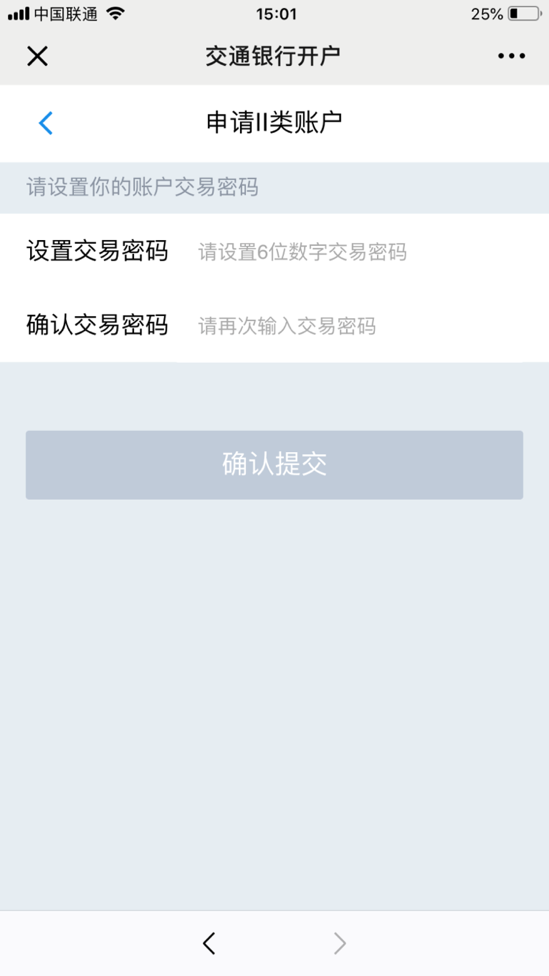 中国联通 15:01 25%
交通银行开户
申请II类账户
请设置你的账户交易密码
设置交易密码 请设置6位数字交易密码
确认交易密码 请再次输入交易密码
确认提交